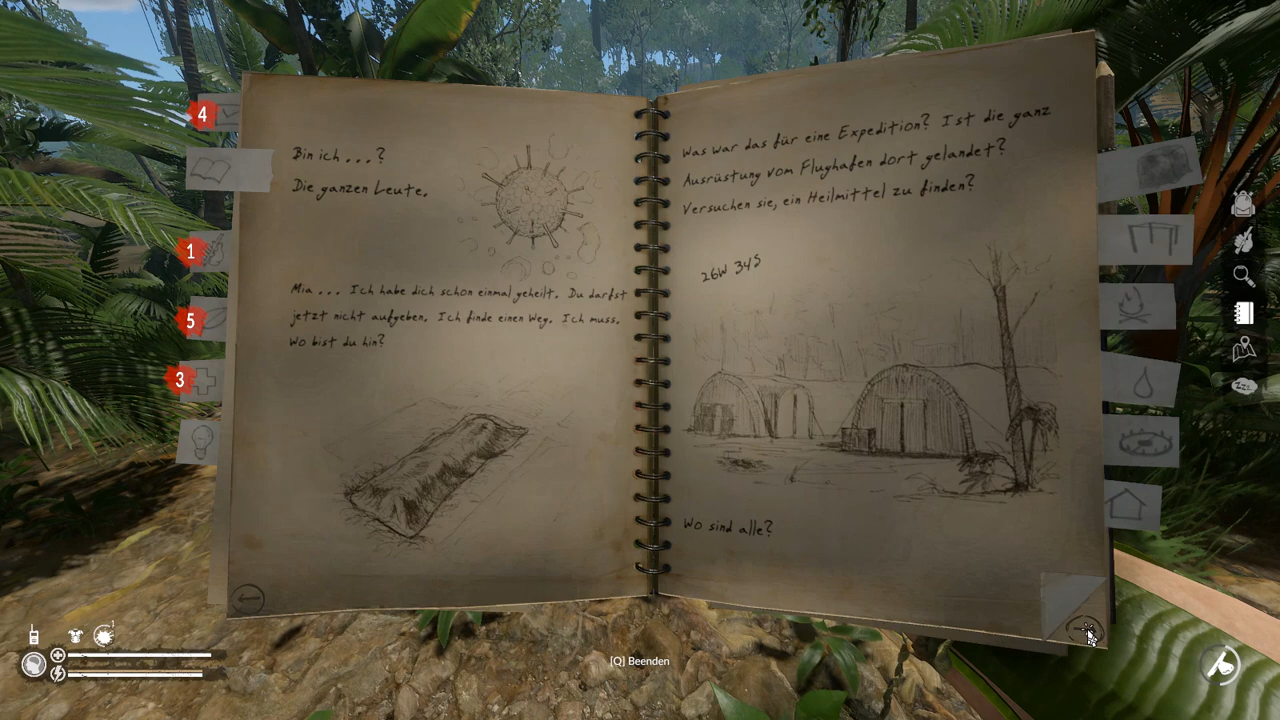 4
1
5
3
Bin ich...?
Die ganzen Leute.
Mia... Ich habe dich schon einmal geheilt. Du darfst
jetzt nicht aufgeben. Ich finde einen Weg. Ich muss.
Wo bist du hin?
Was war das für eine Expedition? Ist die ganz
Ausrüstung vom Flughafen dort gelandet?
Versuchen sie, ein Heilmittel zu finden?
26W 34S
Wo sind alle?
[Q] Beenden